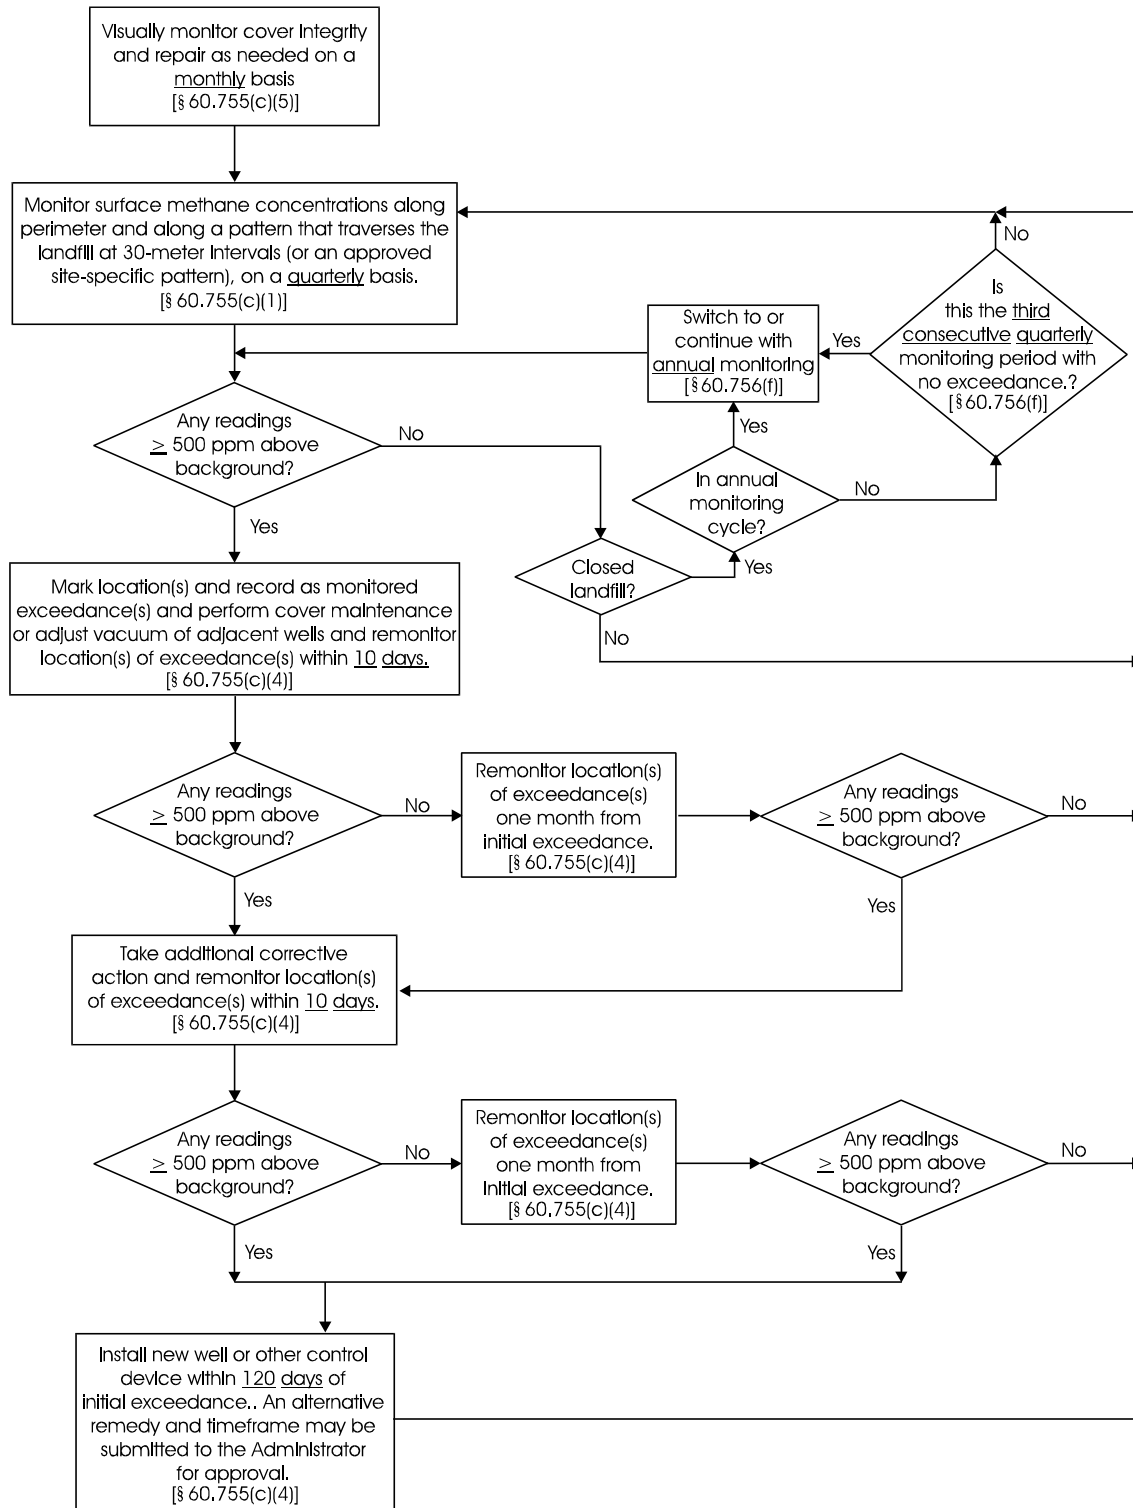 Visually monitor cover integrity
and repair as needed on a
monthly basis
[§ 60.755(c)(5)]
Monitor surface methane concentrations along
perimeter and along a pattern that traverses the
landfill at 30-meter intervals (or an approved
site-specific pattern), on a quarterly basis.
[§ 60.755(c)(1)]
No
Is
this the third
consecutive quarterly
monitoring period with
no exceedance.?
[§ 60.756(f)]
Yes
Switch to or
continue with
annual monitoring
[§ 60.756(f)]
Any readings
≥ 500 ppm above
background?
No
Yes
Yes
In annual
monitoring
cycle?
No
Closed
landfill?
Yes
No
Mark location(s) and record as monitored
exceedance(s) and perform cover maintenance
or adjust vacuum of adjacent wells and remonitor
location(s) of exceedance(s) within 10 days.
[§ 60.755(c)(4)]
Any readings
≥ 500 ppm above
background?
No
Remonitor location(s)
of exceedance(s)
one month from
initial exceedance.
[§ 60.755(c)(4)]
Any readings
≥ 500 ppm above
background?
No
Yes
Yes
Take additional corrective
action and remonitor location(s)
of exceedance(s) within 10 days.
[§ 60.755(c)(4)]
Any readings
≥ 500 ppm above
background?
No
Remonitor location(s)
of exceedance(s)
one month from
initial exceedance.
[§ 60.755(c)(4)]
Any readings
≥ 500 ppm above
background?
No
Yes
Yes
Install new well or other control
device within 120 days of
initial exceedance.. An alternative
remedy and timeframe may be
submitted to the Administrator
for approval.
[§ 60.755(c)(4)]